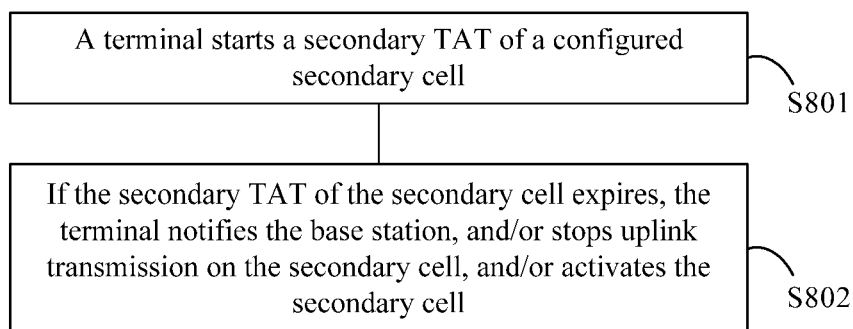 A terminal starts a secondary TAT of a configured
secondary cell
S801
If the secondary TAT of the secondary cell expires, the
terminal notifies the base station, and/or stops uplink
transmission on the secondary cell, and/or activates the
secondary cell
S802